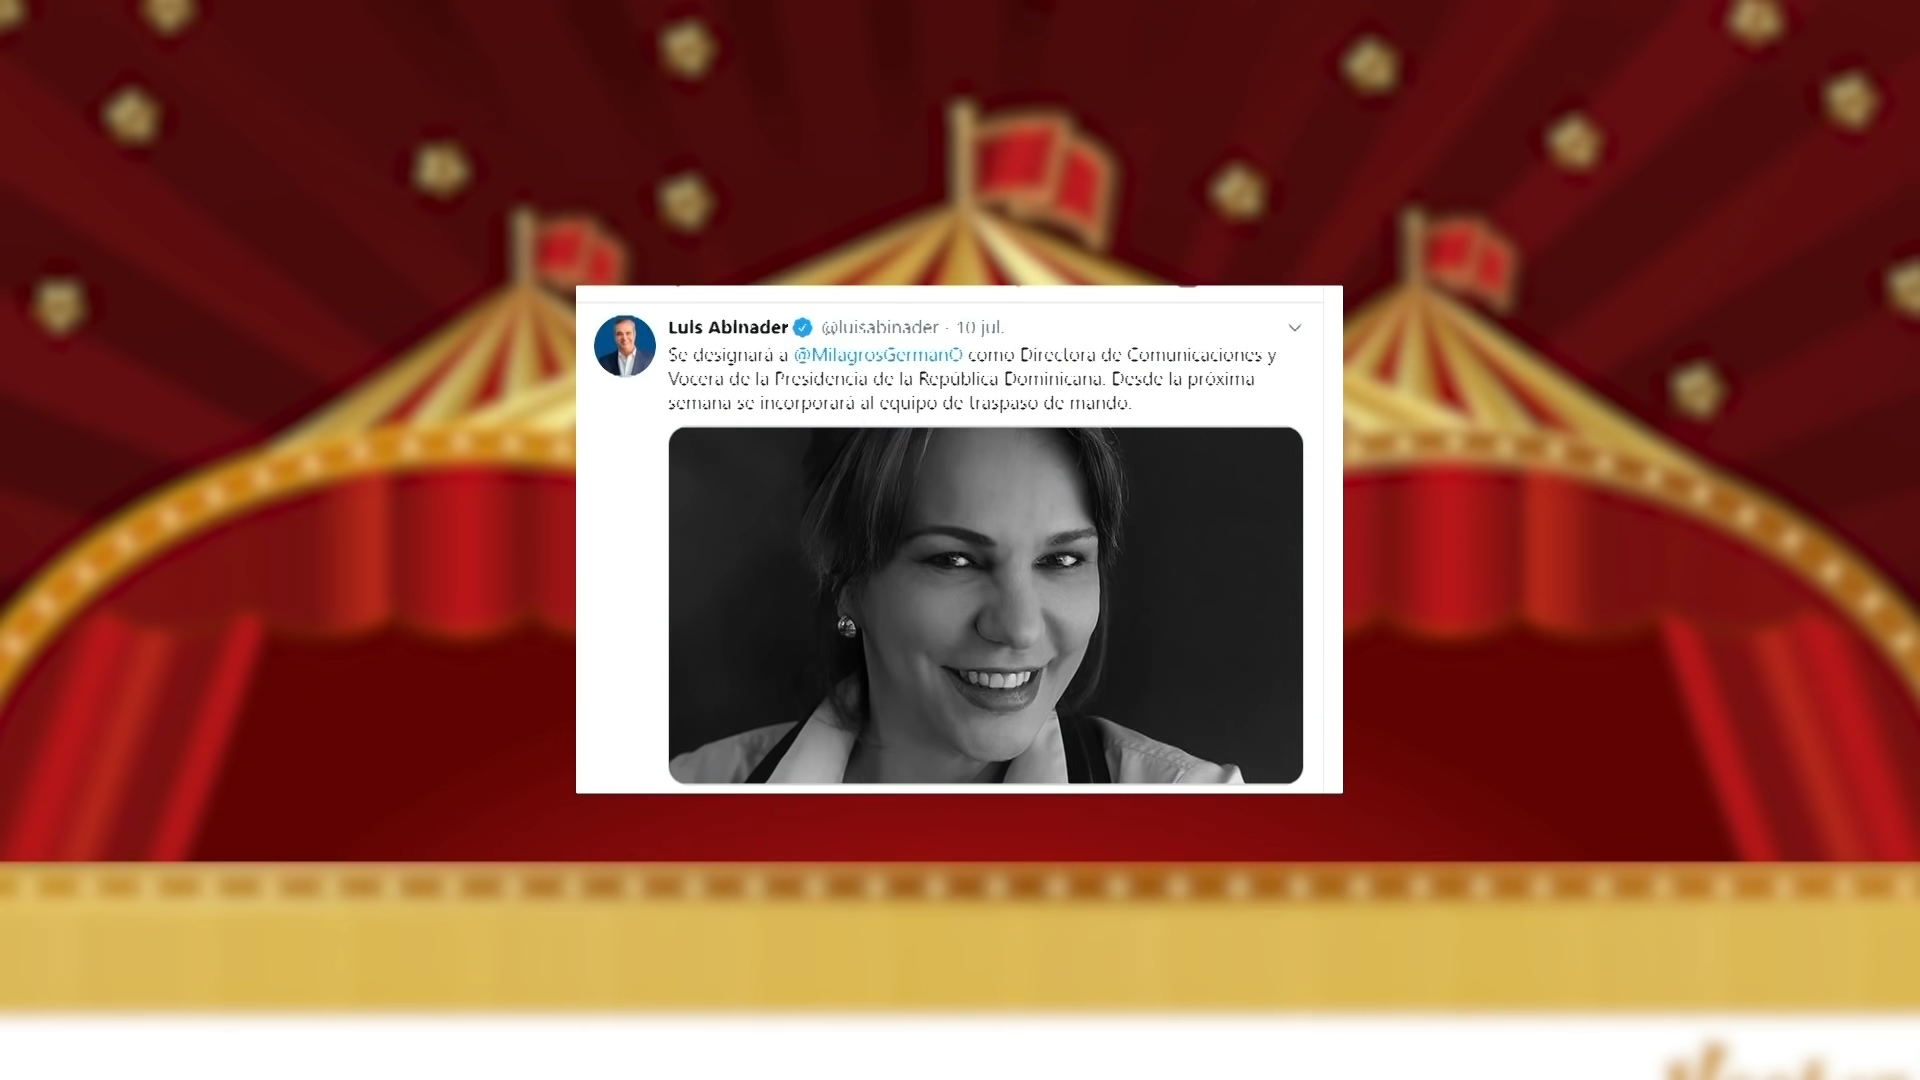 Luis Abinader @luisabinader · 10 jul.
Se designará a @MilagrosGermanO como Directora de Comunicaciones y
Vocera de la Presidencia de la República Dominicana. Desde la próxima
semana se incorporará al equipo de traspaso de mando.